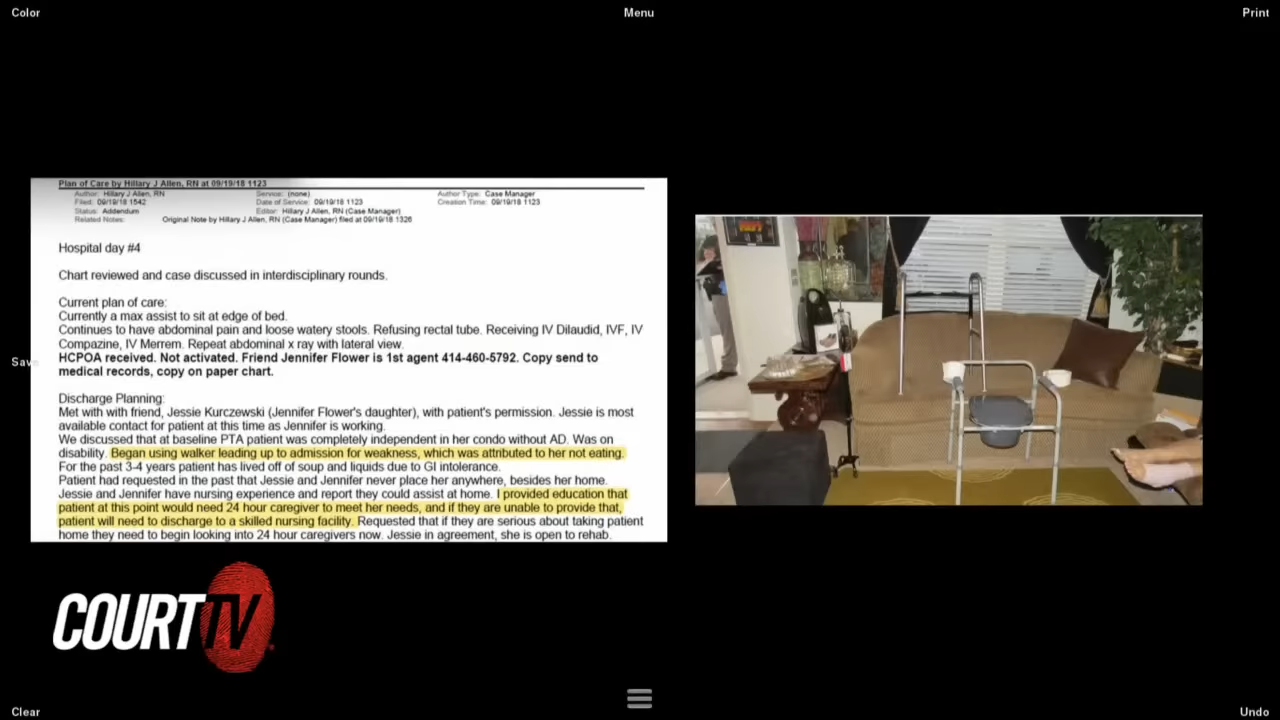 Color
Menu
Print
Plan of Care by Hillary J Allen, RN at 09/19/18 1123
Author: Hillary J Allen, RN Service: (none) Author Type: Case Manager
Filed: 09/19/18 1542 Date of Service: 09/19/18 1123 Creation Time: 09/19/18 1123
Status: Addendum Editor: Hillary J Allen, RN (Case Manager)
Related Notes: Original Note by Hillary J Allen, RN (Case Manager) filed at 09/19/18 1326
Hospital day #4
Chart reviewed and case discussed in interdisciplinary rounds.
Current plan of care:
Currently a max assist to sit at edge of bed.
Continues to have abdominal pain and loose watery stools. Refusing rectal tube. Receiving IV Dilaudid, IVF, IV
Compazine, IV Merrem. Repeat abdominal x ray with lateral view.
HCPOA received. Not activated. Friend Jennifer Flower is 1st agent 414-460-5792. Copy send to
medical records, copy on paper chart.
Discharge Planning:
Met with with friend, Jessie Kurczewski (Jennifer Flower's daughter), with patient's permission. Jessie is most
available contact for patient at this time as Jennifer is working.
We discussed that at baseline PTA patient was completely independent in her condo without AD. Was on
disability. Began using walker leading up to admission for weakness, which was attributed to her not eating.
For the past 3-4 years patient has lived off of soup and liquids due to GI intolerance.
Patient had requested in the past that Jessie and Jennifer never place her anywhere, besides her home.
Jessie and Jennifer have nursing experience and report they could assist at home. I provided education that
patient at this point would need 24 hour caregiver to meet her needs, and if they are unable to provide that,
patient will need to discharge to a skilled nursing facility. Requested that if they are serious about taking patient
home they need to begin looking into 24 hour caregivers now. Jessie in agreement, she is open to rehab.
Sav
COURT TV
Clear
Undo